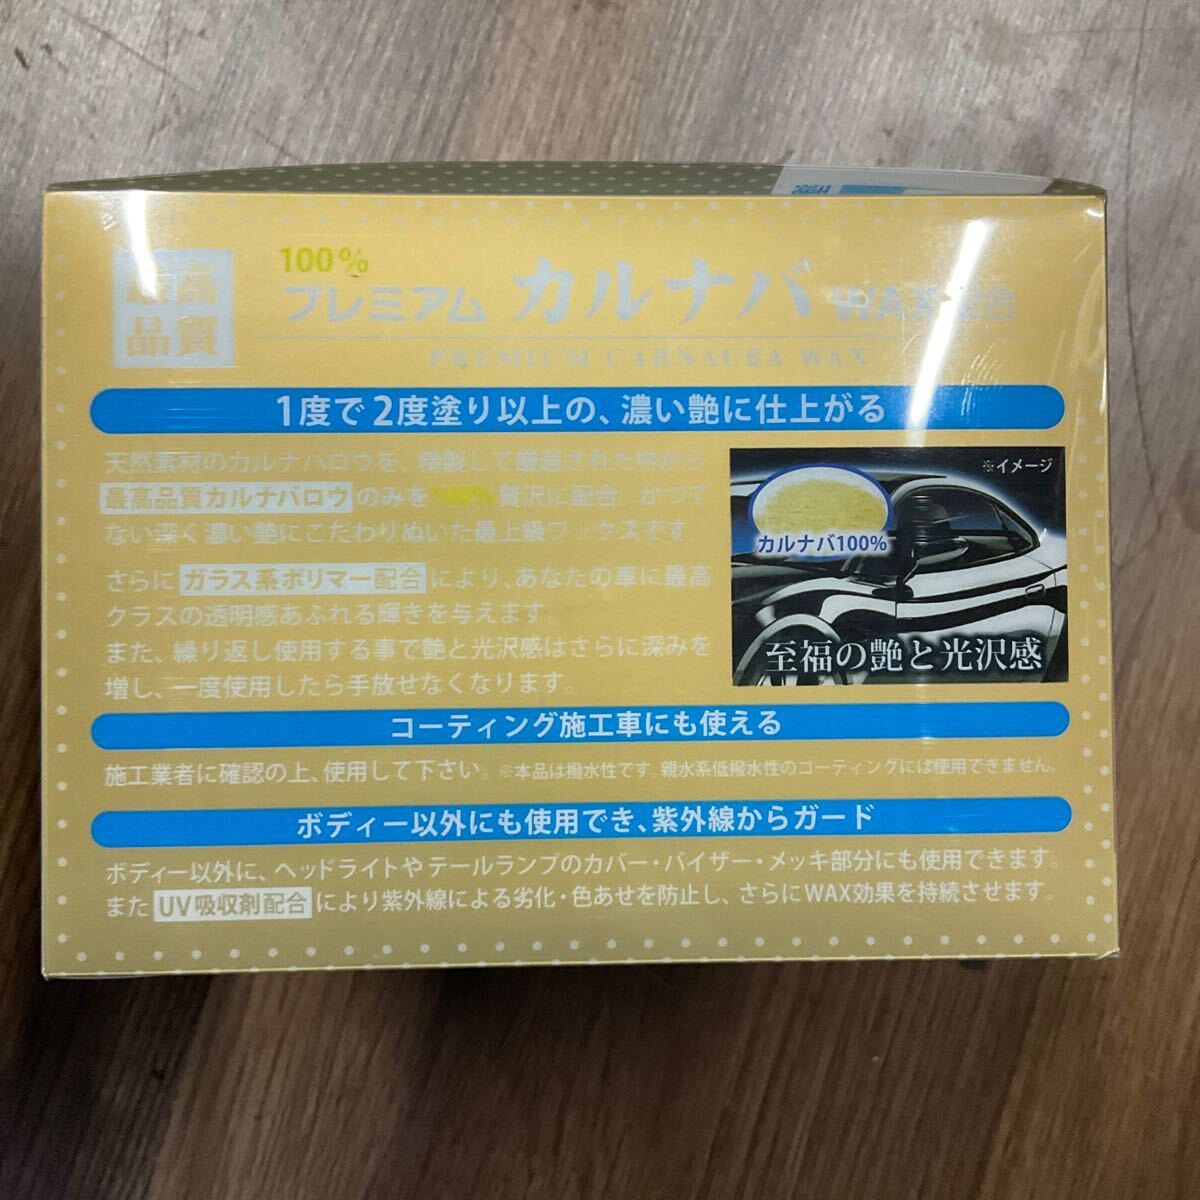 最高
品質
100%
プレミアム カルナバ WAX配合
PREMIUM CARNAUBA WAX
1度で2度塗り以上の、濃い艶に仕上がる
天然素材のカルナバロウを、精製して厳選された中から
最高品質カルナバロウのみを100%贅沢に配合 かつて
ない深く濃い艶にこだわりぬいた最上級ワックスです
さらに ガラス系ポリマー配合 により、あなたの車に最高
クラスの透明感あふれる輝きを与えます。
また、繰り返し使用する事で艶と光沢感はさらに深みを
増し、一度使用したら手放せなくなります。
※イメージ
カルナバ100%
至福の艶と光沢感
コーティング施工車にも使える
施工業者に確認の上、使用して下さい。※本品は撥水性です。親水系低撥水性のコーティングには使用できません。
ボディー以外にも使用でき、紫外線からガード
ボディー以外に、ヘッドライトやテールランプのカバー・バイザー・メッキ部分にも使用できます。
また UV吸収剤配合 により紫外線による劣化・色あせを防止し、さらにWAX効果を持続させます。